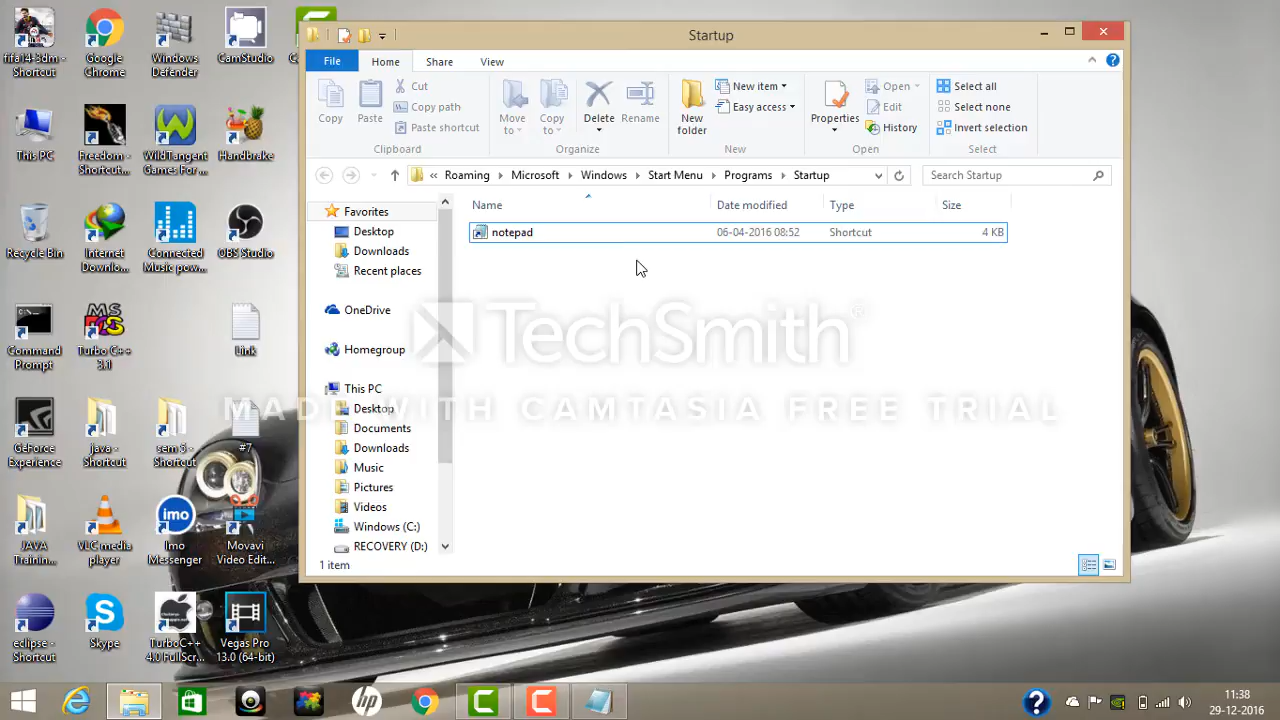 fifa14-3dm - Shortcut
Google Chrome
Windows Defender
CamStudio
This PC
Freedom - Shortcut...
WildTangent Games For...
Handbrake
Recycle Bin
Internet Downlo...
Connected Music pow...
OBS Studio
Command Prompt
Turbo C++ 3.1
Link
GeForce Experience
java - Shortcut
sem 6 - Shortcut
#7
JAVA Trainin...
VLC media player
Imo Messenger
Movavi Video Edit...
eclipse - Shortcut
Skype
TurboC++ 4.0 FullScr...
Vegas Pro 13.0 (64-bit)
imo
Startup
File
Home
Share
View
Copy
Paste
Cut
Copy path
Paste shortcut
Clipboard
Move to
Copy to
Delete
Rename
Organize
New folder
New item
Easy access
New
Properties
Open
Edit
History
Open
Select all
Select none
Invert selection
Select
« Roaming Microsoft Windows Start Menu Programs Startup
Search Startup
Name Date modified Type Size
notepad 06-04-2016 08:52 Shortcut 4 KB
Favorites
Desktop
Downloads
Recent places
OneDrive
Homegroup
This PC
Desktop
Documents
Downloads
Music
Pictures
Videos
Windows (C:)
RECOVERY (D:)
1 item
TechSmith®
MADE WITH CAMTASIA FREE TRIAL
hp
11:38
29-12-2016